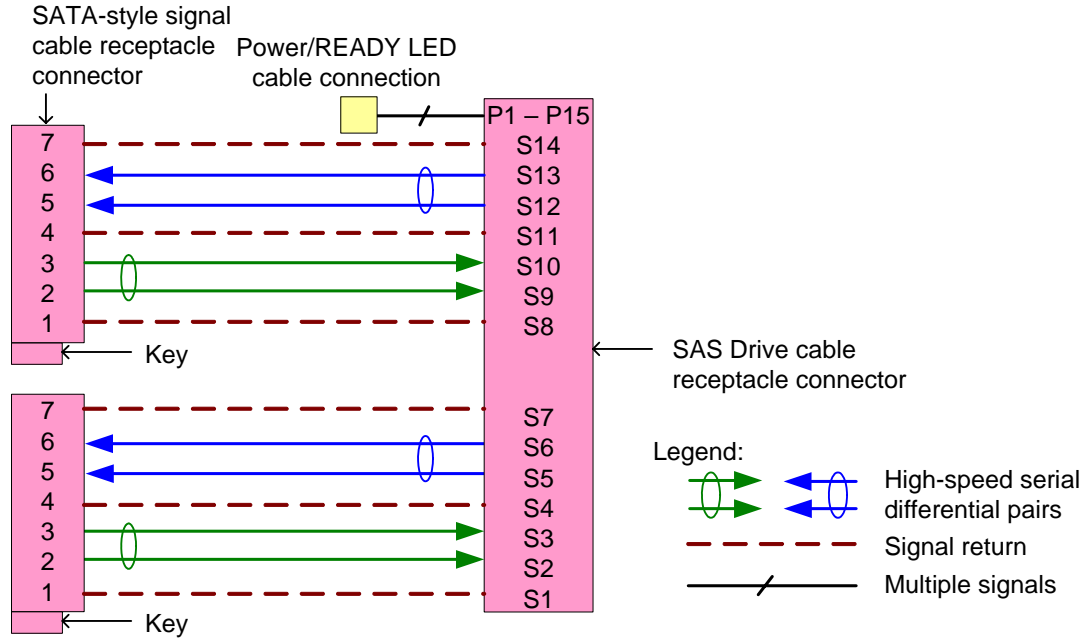 SATA-style signal
cable receptacle
connector
Power/READY LED
cable connection
P1 – P15
7
S14
6
S13
5
S12
4
S11
3
S10
2
S9
1
S8
Key
SAS Drive cable
receptacle connector
7
S7
6
S6
5
S5
4
S4
3
S3
2
S2
1
S1
Key
Legend:
High-speed serial
differential pairs
Signal return
Multiple signals